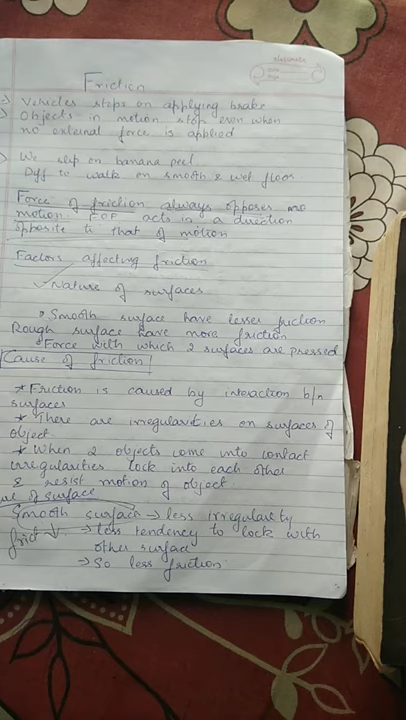 classmate
Date
Page
Friction
→ Vehicles stops on applying brake
→ Objects in motion stop even when
no external force is applied
→ We slip on banana peel.
Diff to walk on smooth & wet floor
Force of friction always opposes mo
motion. FOF acts in a direction
opposite to that of motion
Factors affecting friction
✓ Nature of surfaces
• Smooth surface have lesser friction
Rough surface have more friction
• Force with which 2 surfaces are pressed
Cause of friction
* Friction is caused by interaction b/n
surfaces
* There are irregularities on surfaces of
object
* When 2 objects come into contact
irregularities lock into each other
& resist motion of object
of surface
Smooth surface → less irregularity
frict ↓ → less tendency to lock with
other surface
→ So less friction